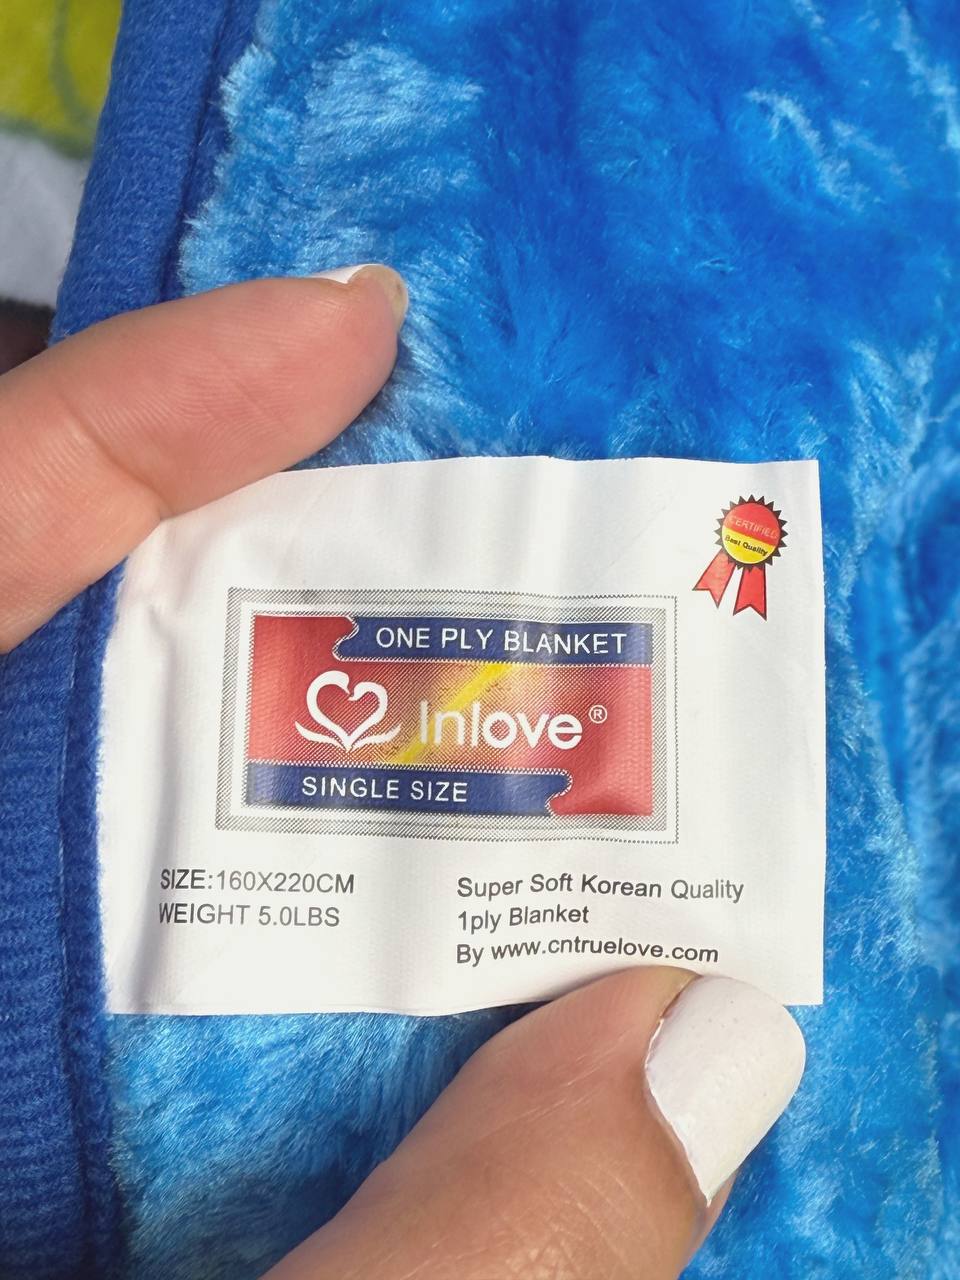 CERTIFIED
Best Quality
ONE PLY BLANKET
Inlove®
SINGLE SIZE
SIZE:160X220CM
WEIGHT 5.0LBS
Super Soft Korean Quality
1ply Blanket
By www.cntruelove.com